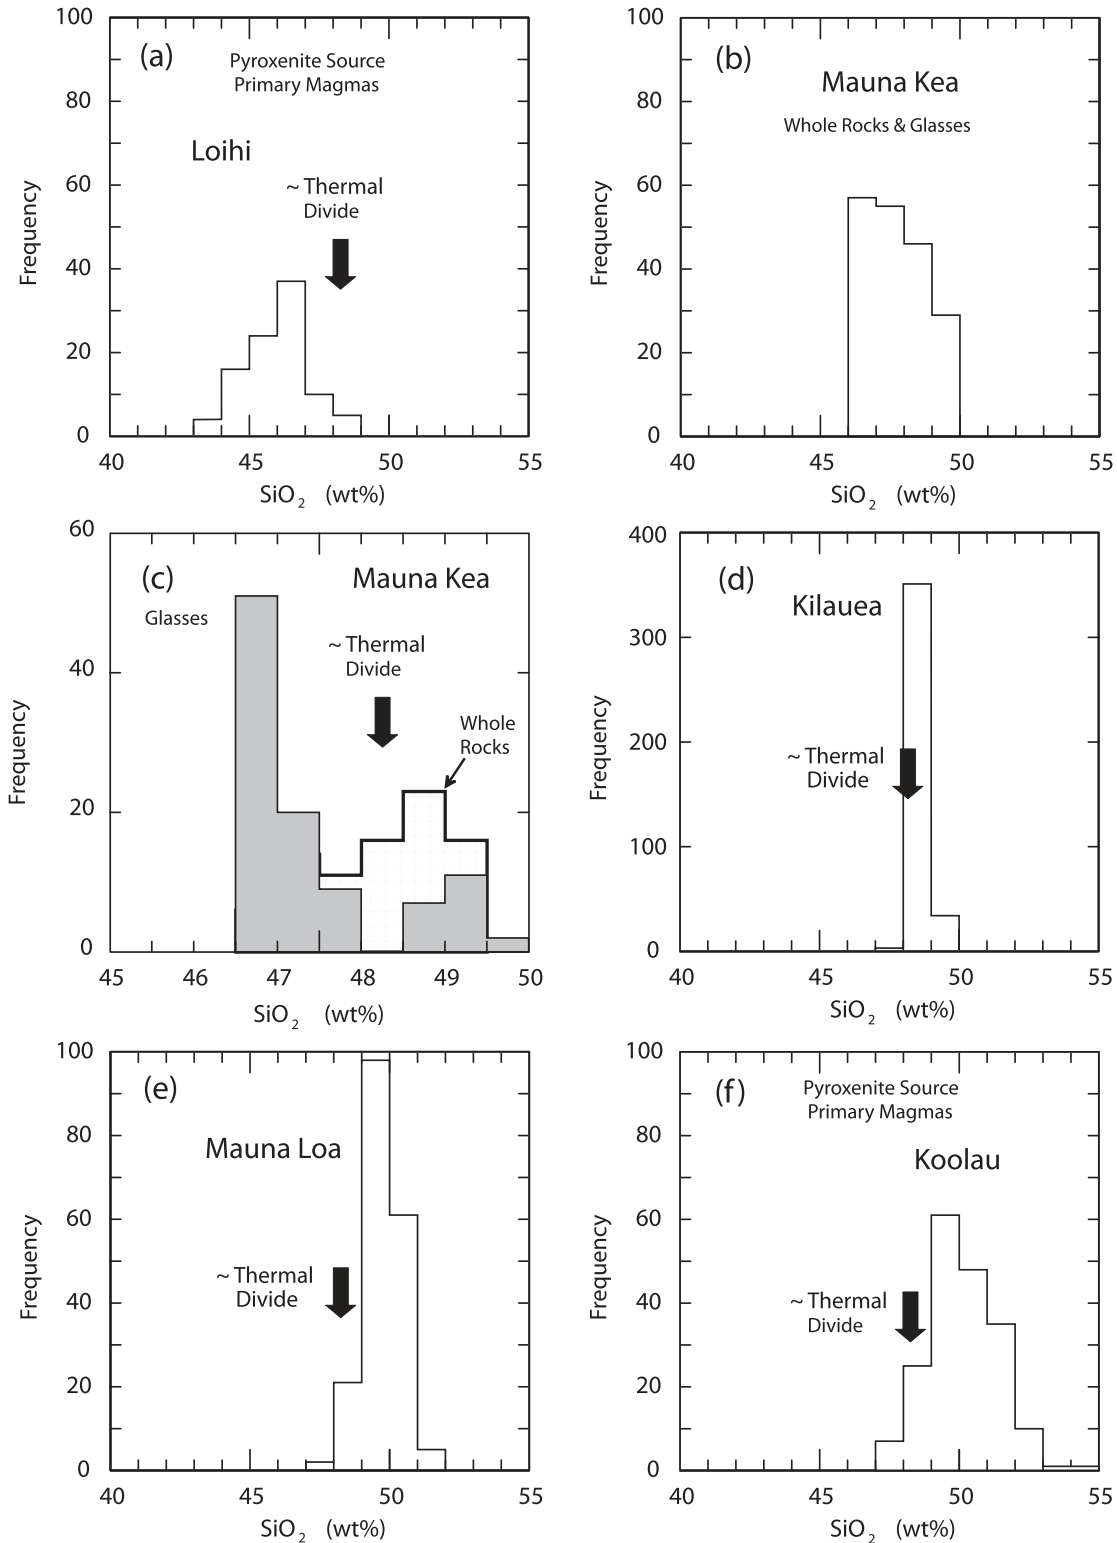 100
80
60
40
20
0
Frequency
(a)
Pyroxenite Source
Primary Magmas
Loihi
~ Thermal
Divide
40 45 50 55
SiO2 (wt%)
100
80
60
40
20
0
Frequency
(b)
Mauna Kea
Whole Rocks & Glasses
40 45 50 55
SiO2 (wt%)
60
40
20
0
Frequency
(c)
Mauna Kea
Glasses
~ Thermal
Divide
Whole
Rocks
45 46 47 48 49 50
SiO2 (wt%)
400
300
200
100
0
Frequency
(d)
Kilauea
~ Thermal
Divide
40 45 50 55
SiO2 (wt%)
100
80
60
40
20
0
Frequency
(e)
Mauna Loa
~ Thermal
Divide
40 45 50 55
SiO2 (wt%)
100
80
60
40
20
0
Frequency
(f)
Pyroxenite Source
Primary Magmas
Koolau
~ Thermal
Divide
40 45 50 55
SiO2 (wt%)